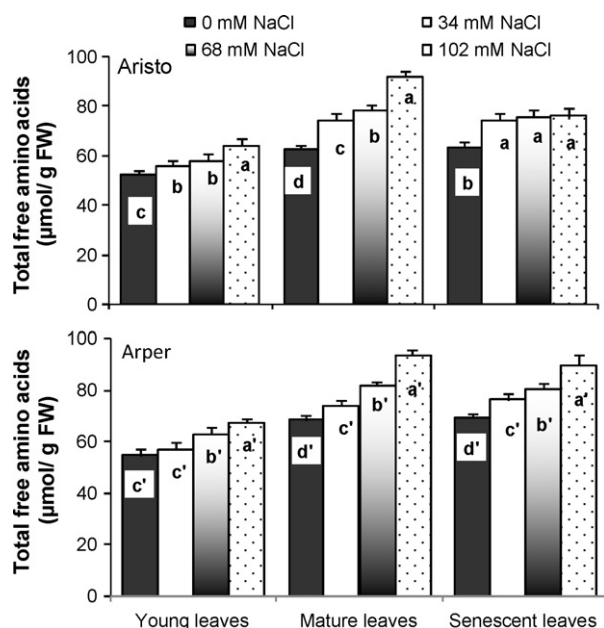 0 mM NaCl 34 mM NaCl
68 mM NaCl 102 mM NaCl
Aristo
Total free amino acids
(µmol/ g FW)
100
80
60
40
20
0
c b b a d c b a b a a a
Arper
Total free amino acids
(µmol/ g FW)
100
80
60
40
20
0
c' c' b' a' d' c' b' a' d' c' b' a'
Young leaves Mature leaves Senescent leaves